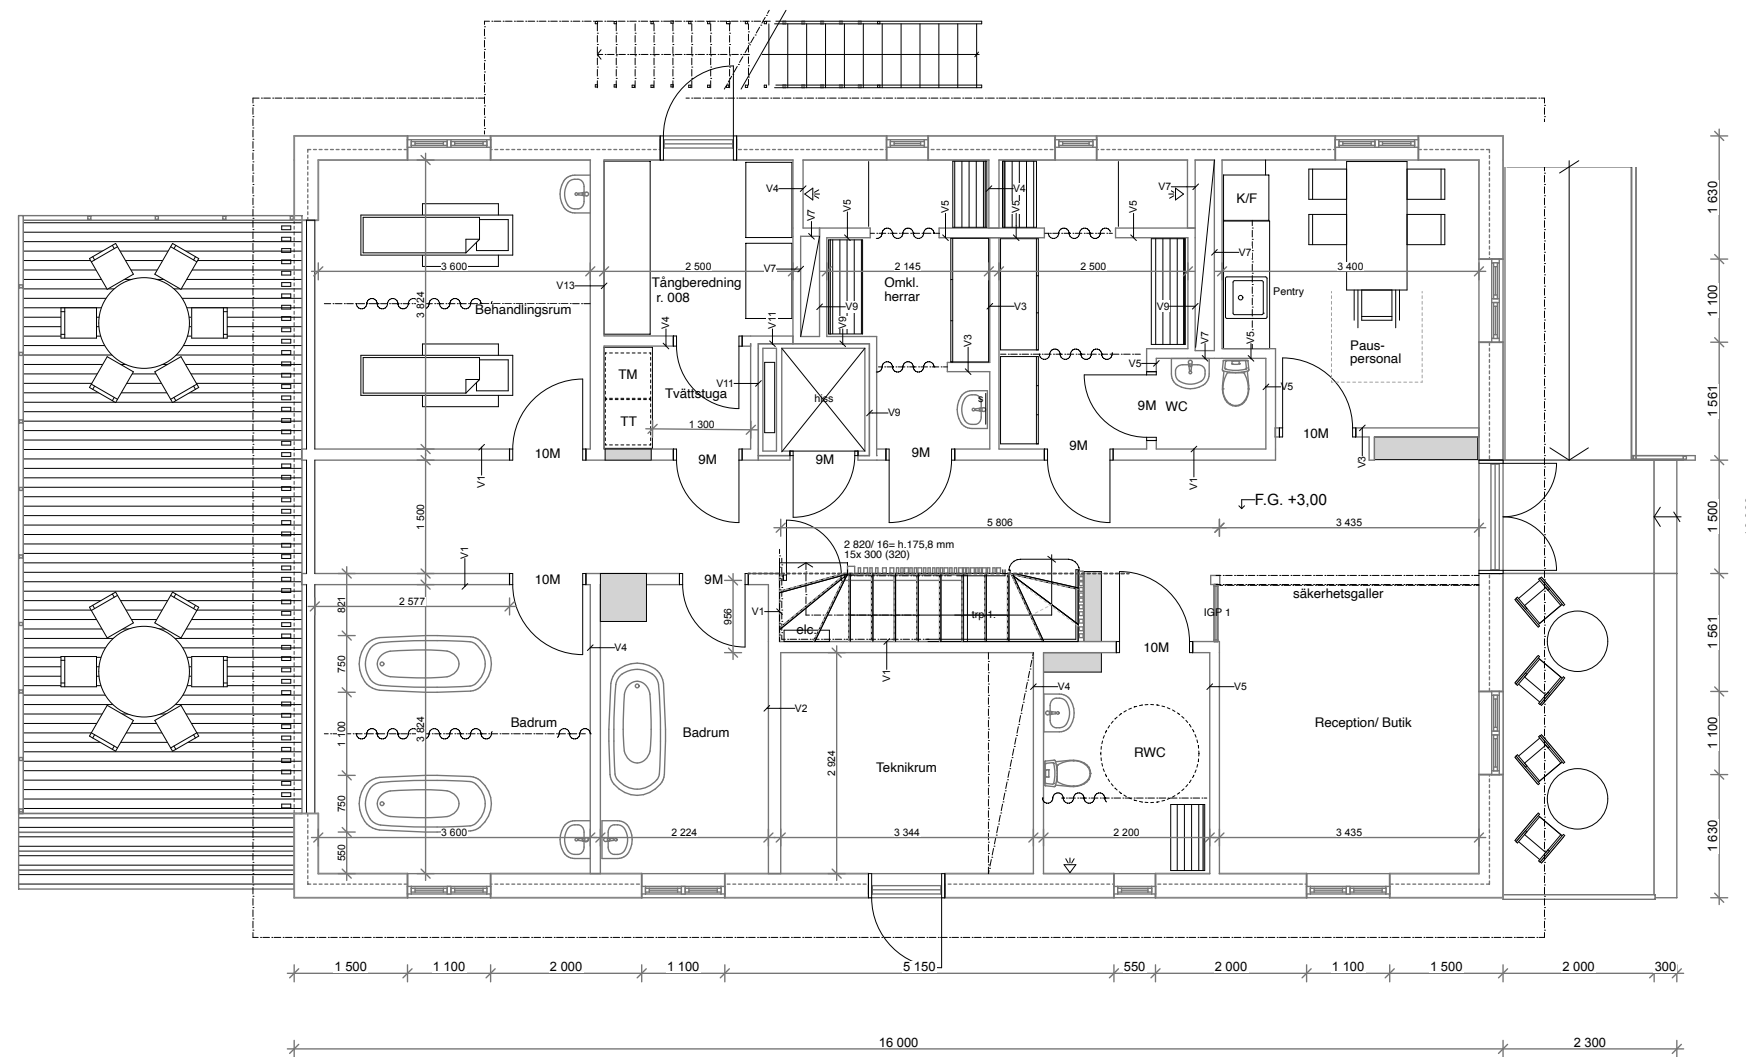 1 630
V4
V4
V7
K/F
V7
V5
V5
V5
V5
3 600
2 500
V7
2 145
2 500
V7
3 400
Tångberedning
r. 008
Omkl.
herrar
V13
Pentry
1 100
3 824
Behandlingsrum
V9
V3
V9
V4
V11
V9
V3
V7
V5
Paus-
personal
TM
V11
Tvättstuga
hiss
V5
V5
s
1 561
TT
1 300
V9
9M
WC
10M
10M
9M
9M
9M
9M
V1
V1
V3
F.G. +3,00
1 500
5 806
3 435
1 500
2 820/ 16= h.175,8 mm
15x 300 (320)
V1
10M
9M
säkerhetsgaller
821
2 577
956
V1
trp 1.
IGP 1
elc.
1 561
V4
10M
750
V1
V4
V5
V2
Badrum
Badrum
Reception/ Butik
1 100
3 824
1 100
RWC
2 924
Teknikrum
750
3 600
2 224
3 344
2 200
3 435
1 630
550
1 500
1 100
2 000
1 100
5 150
550
2 000
1 100
1 500
2 000
300
16 000
2 300